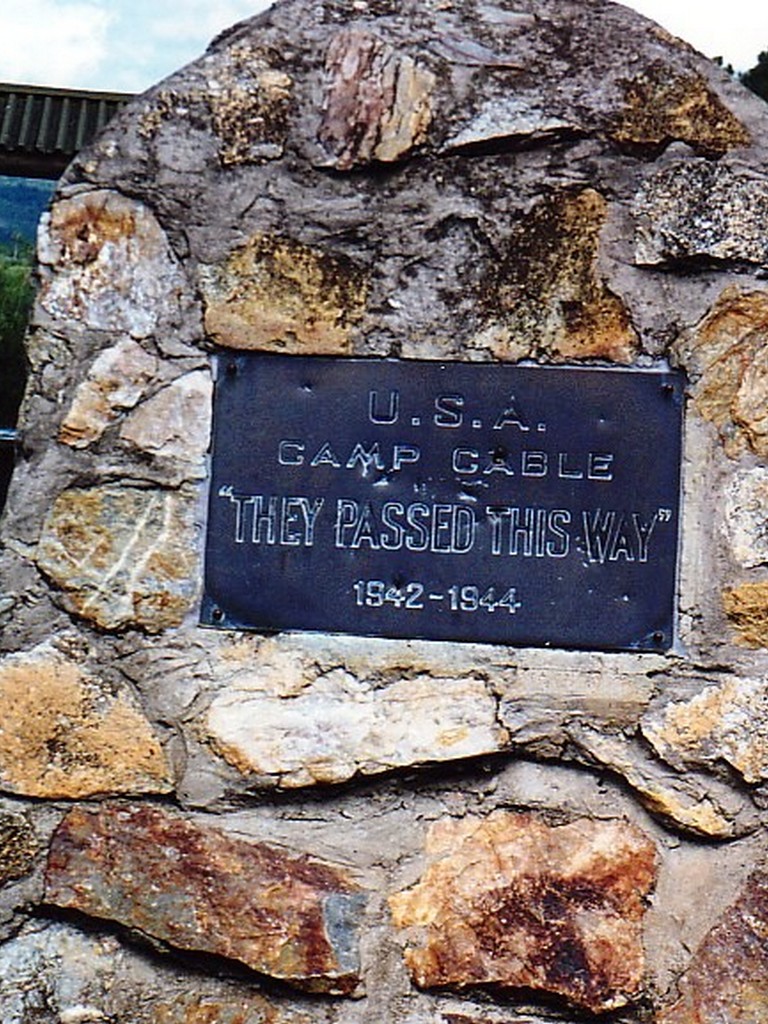 U.S.A.
CAMP CABLE
"THEY PASSED THIS WAY"
1942-1944